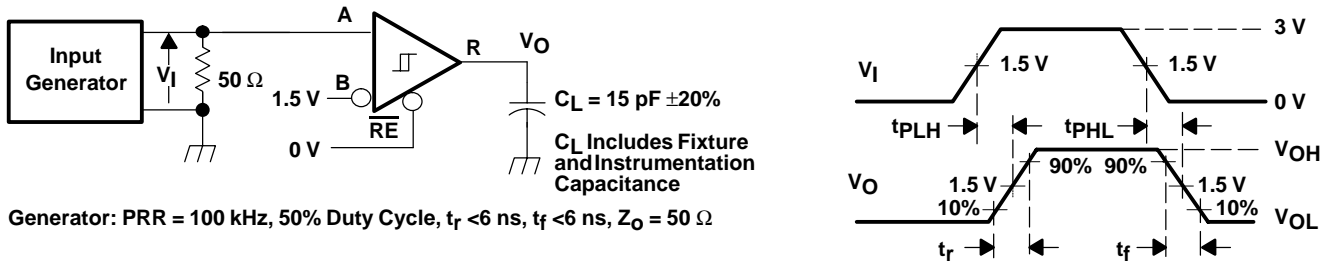 Input
Generator
V_I
50 Ω
A
B
1.5 V
R̅E̅
0 V
R
V_O
C_L = 15 pF ±20%
C_L Includes Fixture
and Instrumentation
Capacitance
Generator: PRR = 100 kHz, 50% Duty Cycle, t_r <6 ns, t_f <6 ns, Z_o = 50 Ω
3 V
V_I
1.5 V
1.5 V
0 V
t_PLH
t_PHL
V_OH
90%
90%
V_O
1.5 V
1.5 V
10%
10%
V_OL
t_r
t_f